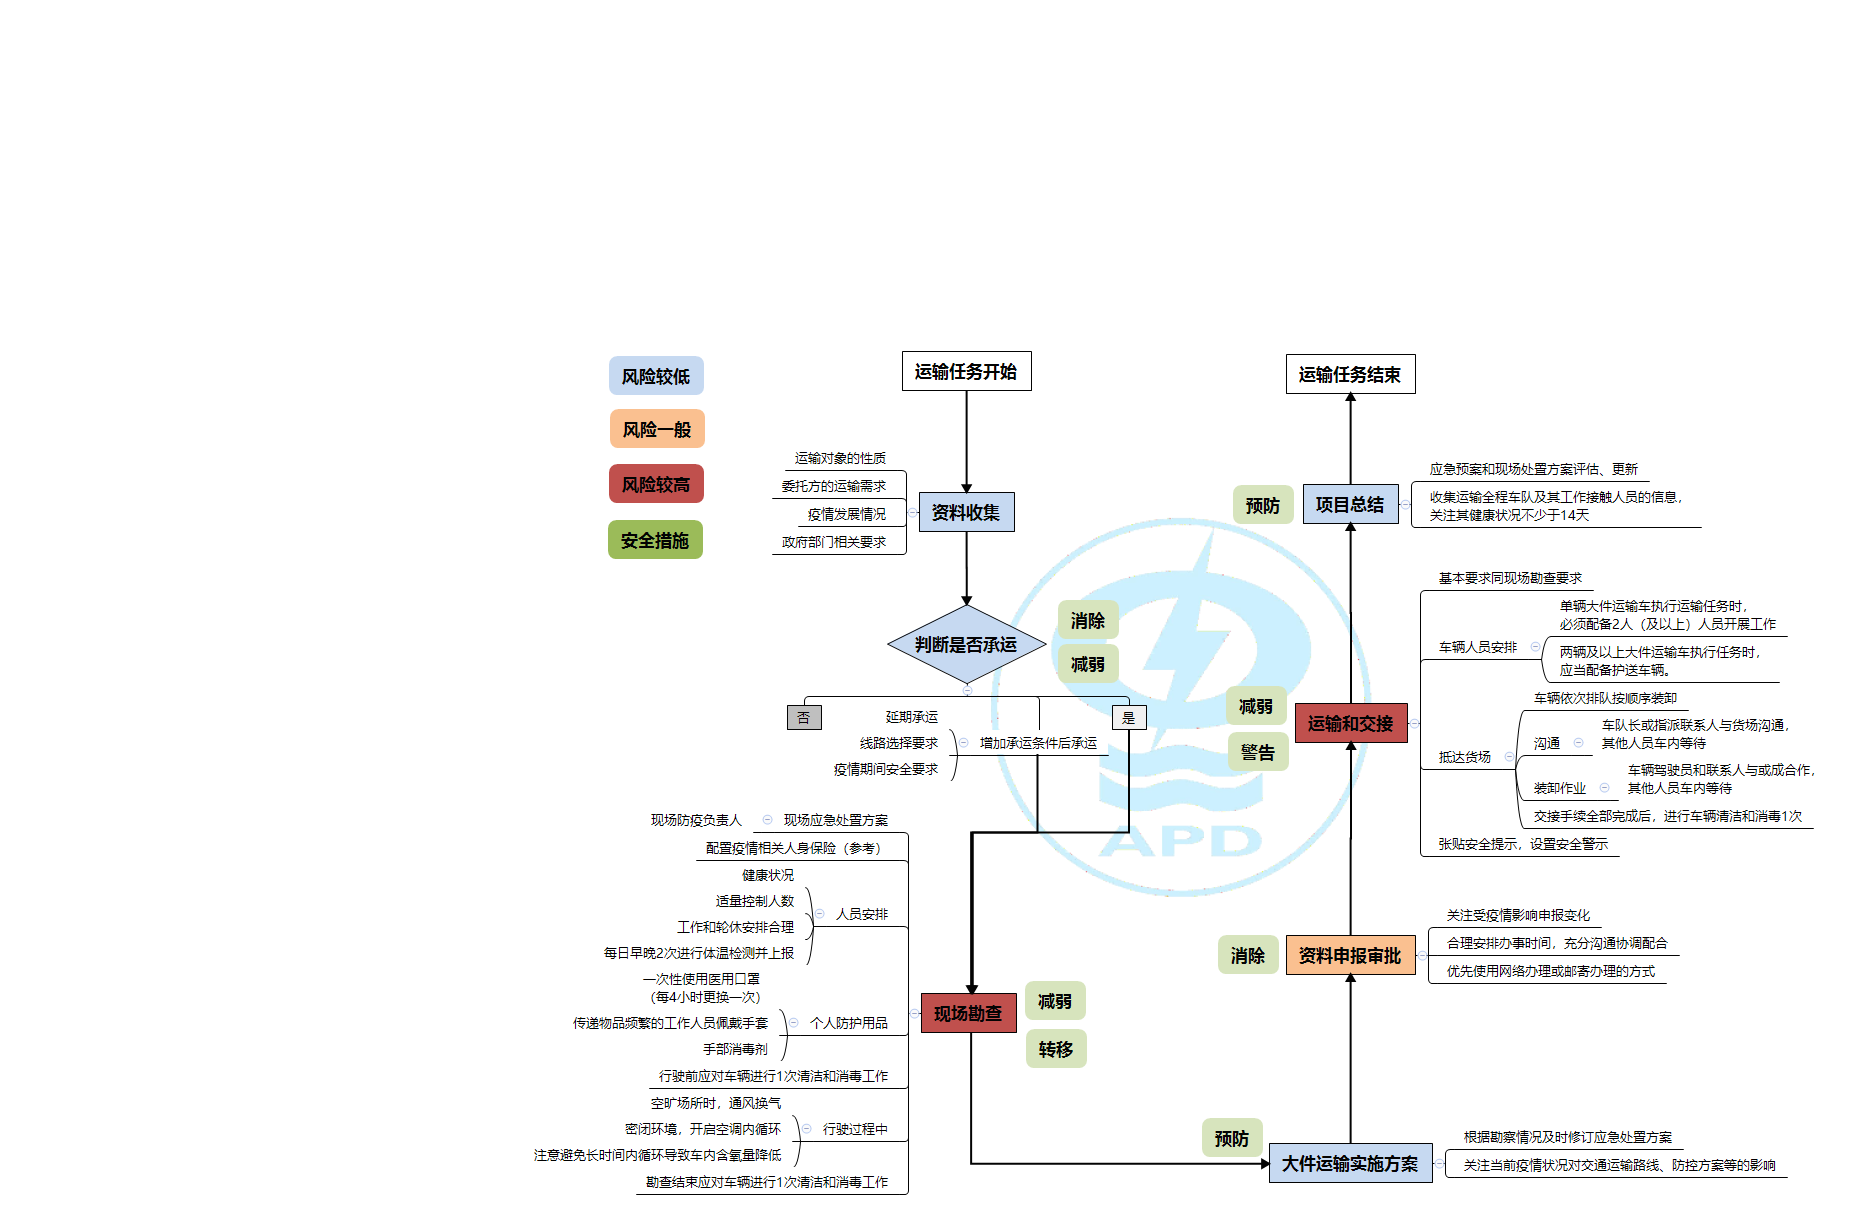 风险较低
风险一般
风险较高
安全措施
运输任务开始
运输对象的性质
委托方的运输需求
疫情发展情况
政府部门相关要求
资料收集
判断是否承运
消除
减弱
否
是
延期承运
线路选择要求
疫情期间安全要求
增加承运条件后承运
现场防疫负责人
现场应急处置方案
配置疫情相关人身保险（参考）
健康状况
适量控制人数
工作和轮休安排合理
每日早晚2次进行体温检测并上报
人员安排
一次性使用医用口罩
（每4小时更换一次）
传递物品频繁的工作人员佩戴手套
手部消毒剂
个人防护用品
行驶前应对车辆进行1次清洁和消毒工作
空旷场所时，通风换气
密闭环境，开启空调内循环
注意避免长时间内循环导致车内含氧量降低
行驶过程中
勘查结束应对车辆进行1次清洁和消毒工作
现场勘查
减弱
转移
运输任务结束
预防
项目总结
应急预案和现场处置方案评估、更新
收集运输全程车队及其工作接触人员的信息，
关注其健康状况不少于14天
减弱
警告
运输和交接
基本要求同现场勘查要求
车辆人员安排
单辆大件运输车执行运输任务时，
必须配备2人（及以上）人员开展工作
两辆及以上大件运输车执行任务时，
应当配备护送车辆。
抵达货场
车辆依次排队按顺序装卸
沟通
车队长或指派联系人与货场沟通，
其他人员车内等待
装卸作业
车辆驾驶员和联系人与或成合作，
其他人员车内等待
交接手续全部完成后，进行车辆清洁和消毒1次
张贴安全提示，设置安全警示
APD
消除
资料申报审批
关注受疫情影响申报变化
合理安排办事时间，充分沟通协调配合
优先使用网络办理或邮寄办理的方式
预防
大件运输实施方案
根据勘察情况及时修订应急处置方案
关注当前疫情状况对交通运输路线、防控方案等的影响